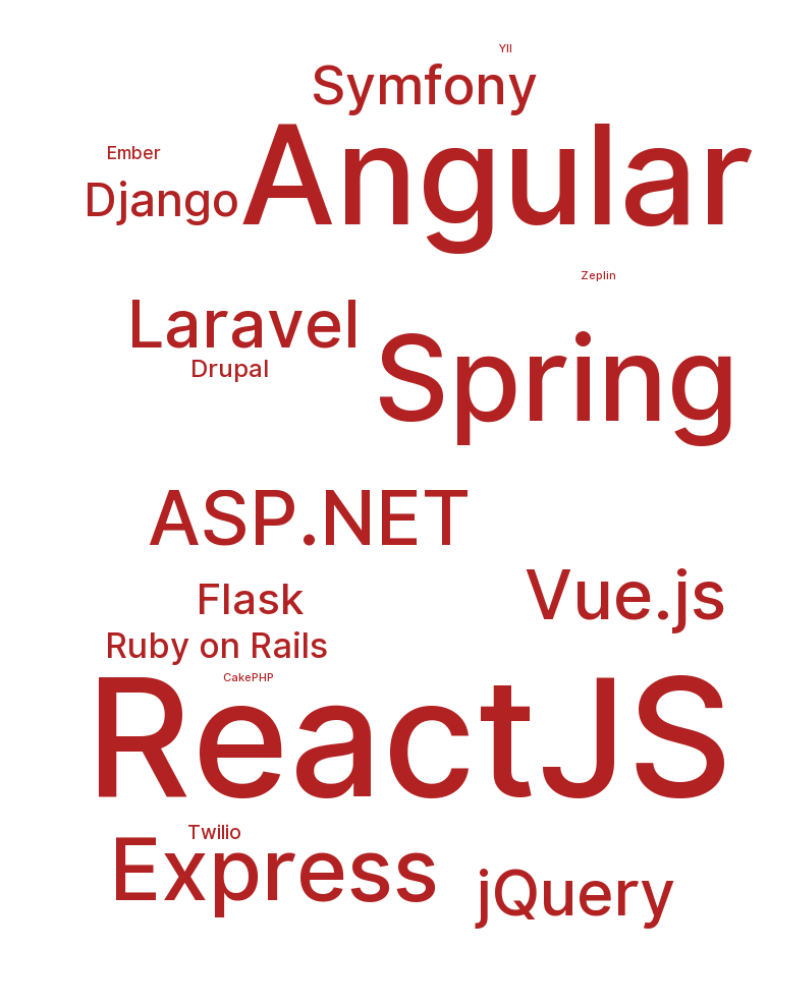 YII
Symfony
Angular
Ember
Django
Zeplin
Laravel
Spring
Drupal
ASP.NET
Vue.js
Flask
Ruby on Rails
CakePHP
ReactJS
Twilio
Express
jQuery